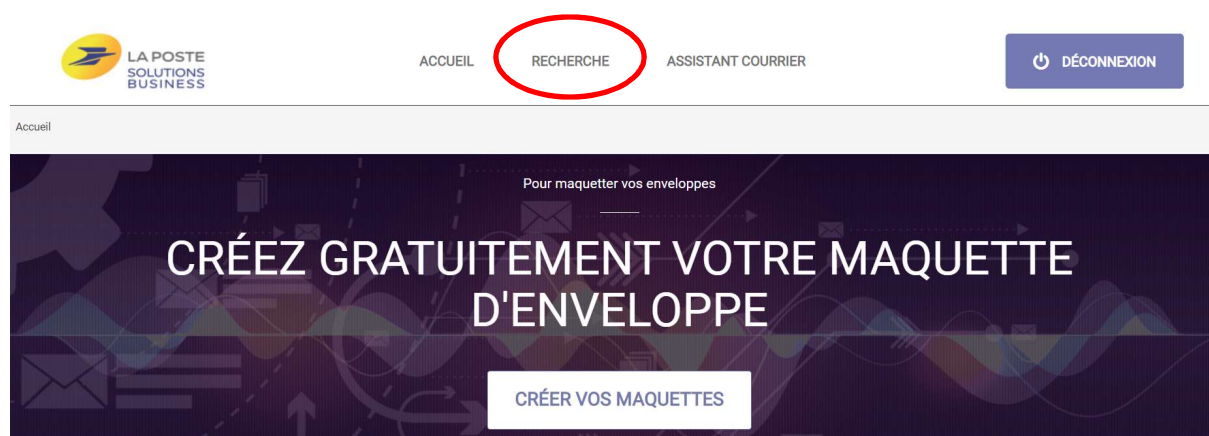 LA POSTE
SOLUTIONS
BUSINESS
ACCUEIL
RECHERCHE
ASSISTANT COURRIER
DÉCONNEXION
Accueil
Pour maquetter vos enveloppes
CRÉEZ GRATUITEMENT VOTRE MAQUETTE
D'ENVELOPPE
CRÉER VOS MAQUETTES